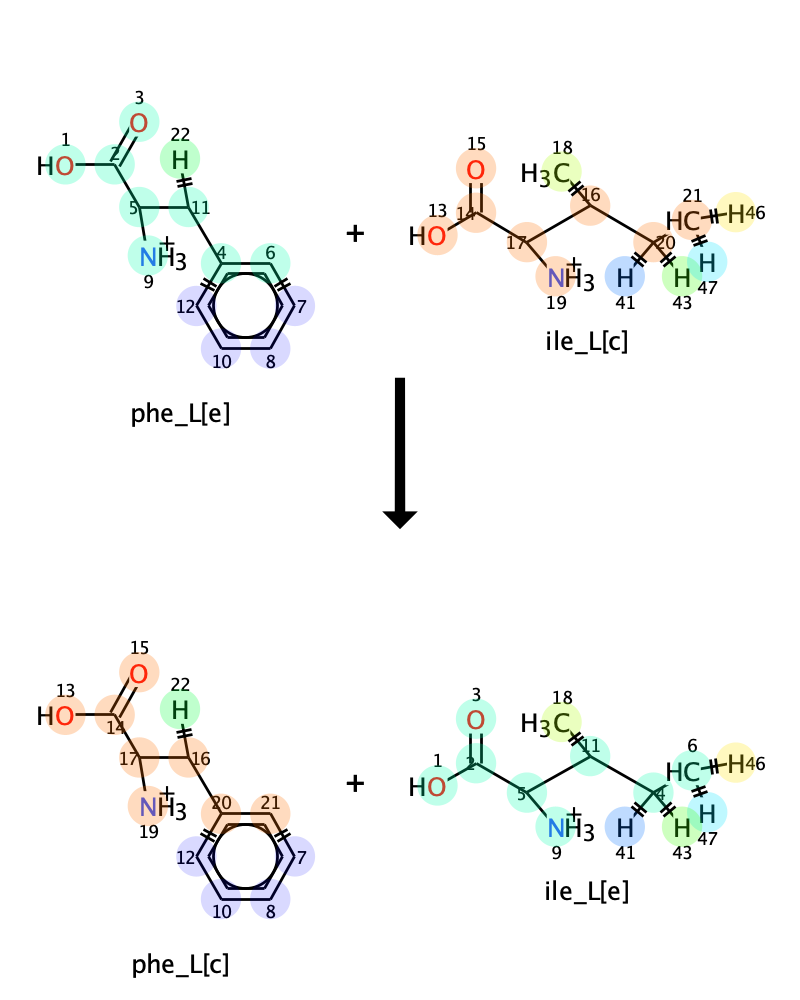 3
1
22
15
18
HO
2
O
H
O
H3C
16
21
5
11
13
14
HC
H46
HO
17
20
+
NH3
+
+
NH3
H
H
H
9
4
6
19
41
43
47
12
7
10
8
ile_L[c]
phe_L[e]
15
13
22
3
18
HO
14
O
H
O
H3C
11
6
17
16
1
2
HC
H46
HO
5
4
+
NH3
+
+
NH3
H
H
H
19
20
21
9
41
43
47
12
7
10
8
ile_L[e]
phe_L[c]